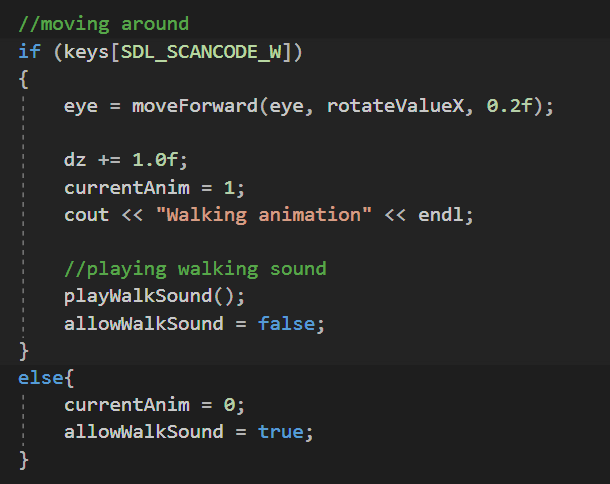 //moving around
if (keys[SDL_SCANCODE_W])
{
    eye = moveForward(eye, rotateValueX, 0.2f);

    dz += 1.0f;
    currentAnim = 1;
    cout << "Walking animation" << endl;

    //playing walking sound
    playWalkSound();
    allowWalkSound = false;
}
else{
    currentAnim = 0;
    allowWalkSound = true;
}